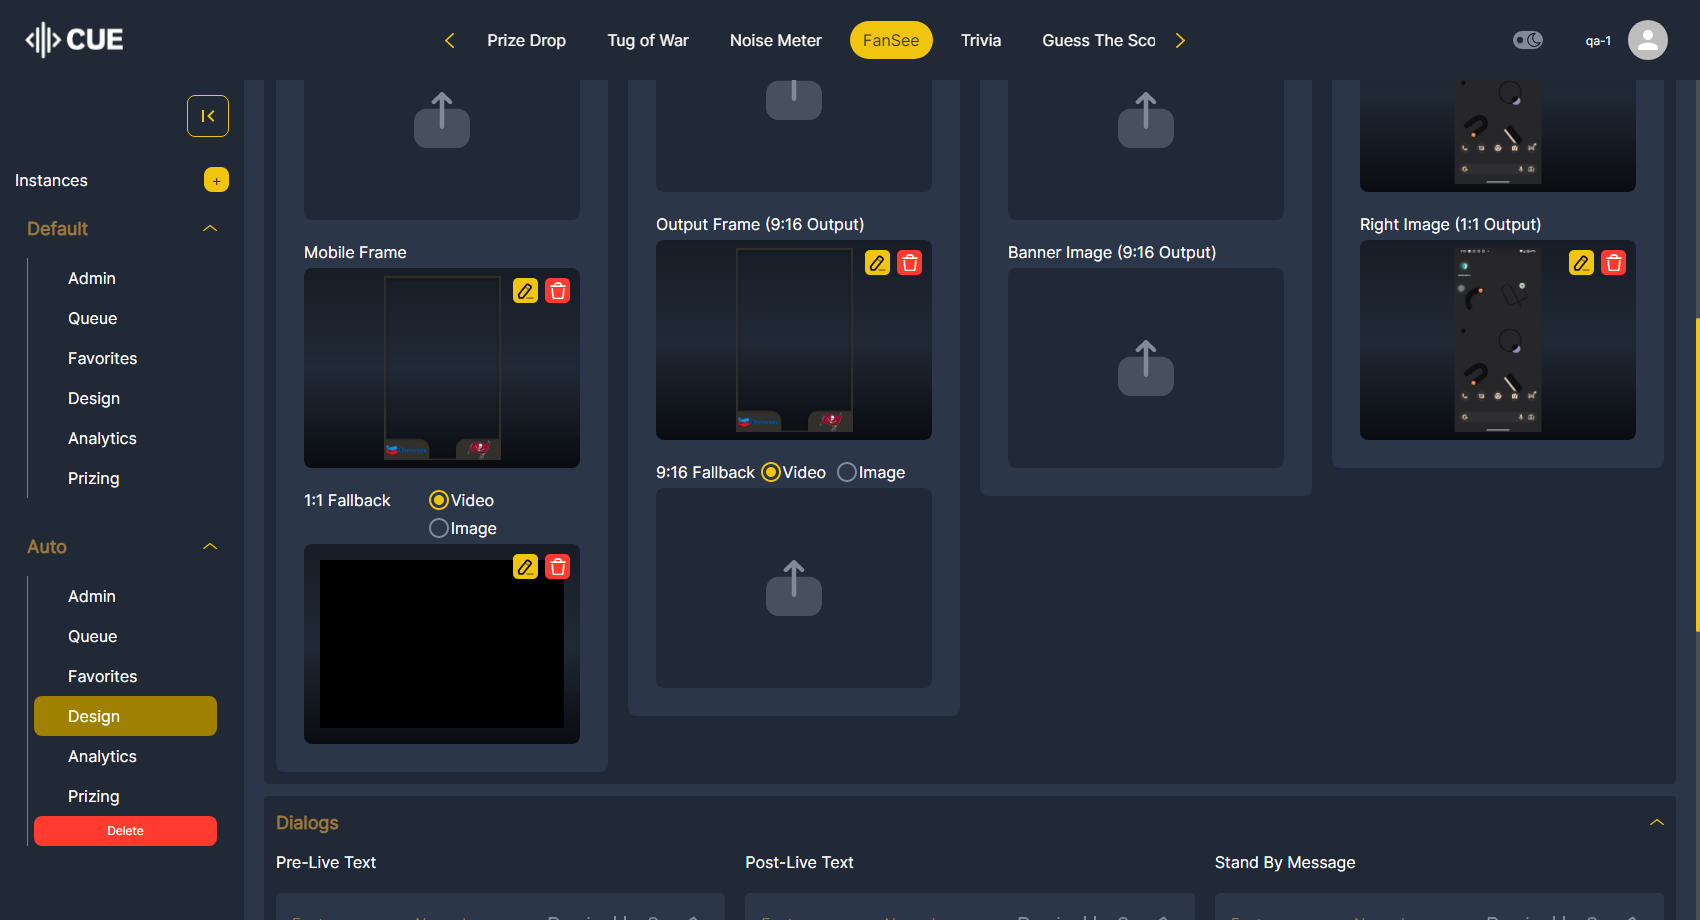 CUE
Prize Drop
Tug of War
Noise Meter
FanSee
Trivia
Guess The Sco
qa-1
Instances
+
Default
Admin
Queue
Favorites
Design
Analytics
Prizing
Auto
Admin
Queue
Favorites
Design
Analytics
Prizing
Delete
Mobile Frame
1:1 Fallback
Video
Image
Output Frame (9:16 Output)
9:16 Fallback
Video
Image
Banner Image (9:16 Output)
Right Image (1:1 Output)
Dialogs
Pre-Live Text
Post-Live Text
Stand By Message